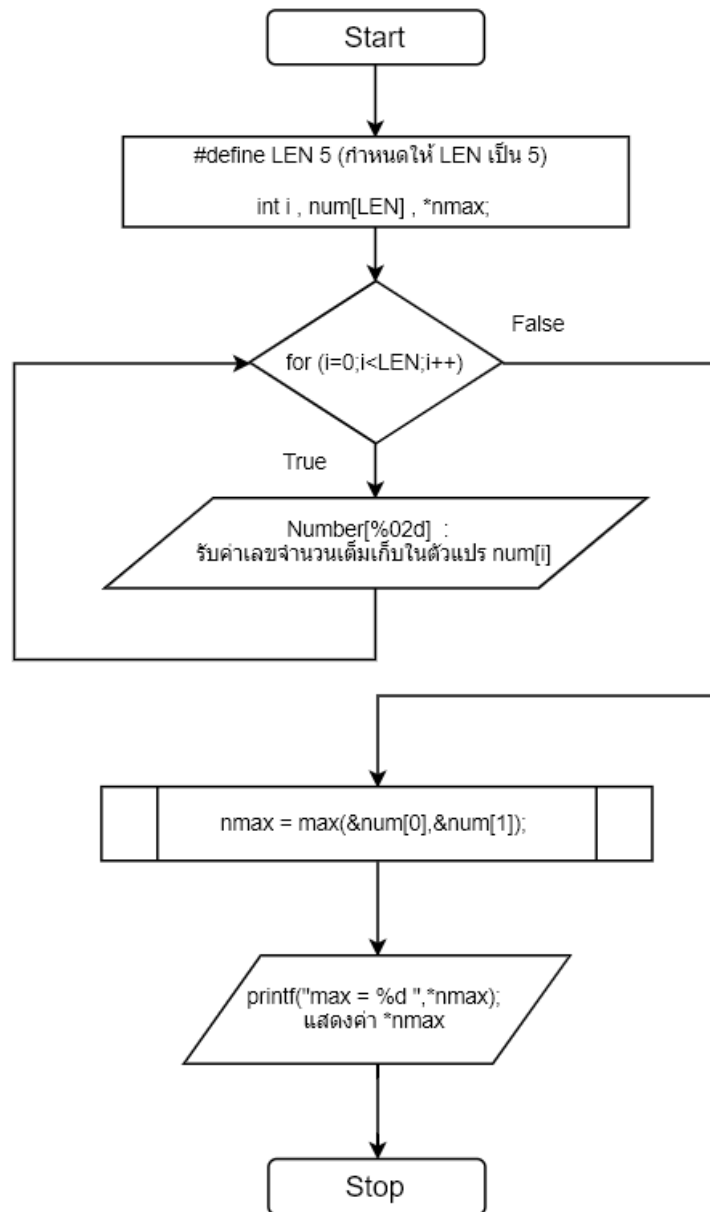 Start
#define LEN 5 (กำหนดให้ LEN เป็น 5)
int i , num[LEN] , *nmax;
False
for (i=0;i<LEN;i++)
True
Number[%02d] :
รับค่าเลขจำนวนเต็มเก็บในตัวแปร num[i]
nmax = max(&num[0],&num[1]);
printf("max = %d ",*nmax);
แสดงค่า *nmax
Stop